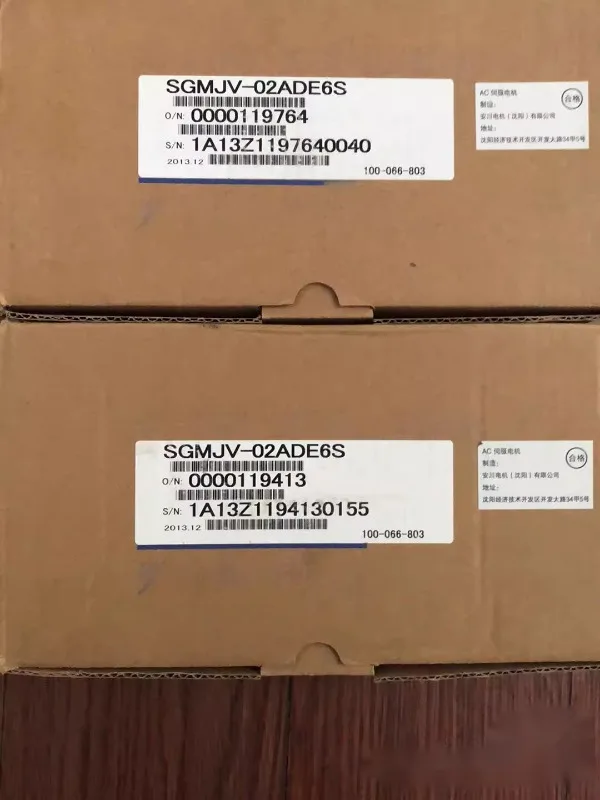 SGMJV-02ADE6S
O/N: 0000119764
S/N: 1A13Z1197640040
2013.12
100-066-803
AC 伺服电机
制造:
安川电机(沈阳)有限公司
地址:
沈阳经济技术开发区开发大路34甲5号
合格
SGMJV-02ADE6S
O/N: 0000119413
S/N: 1A13Z1194130155
2013.12
100-066-803
AC 伺服电机
制造:
安川电机(沈阳)有限公司
地址:
沈阳经济技术开发区开发大路34甲5号
合格